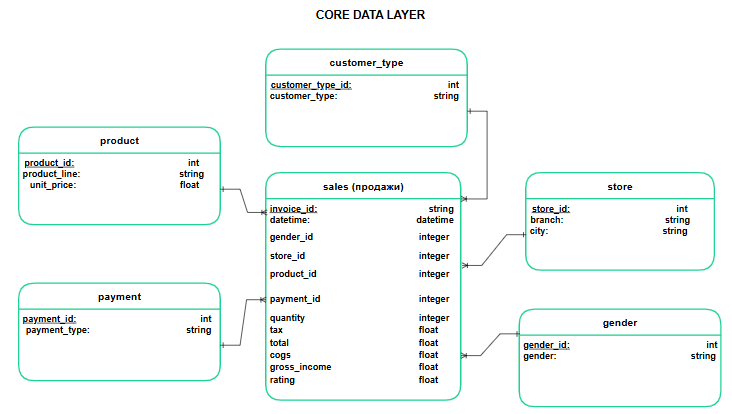 CORE DATA LAYER
customer_type
customer_type_id: int
customer_type: string
product
product_id: int
product_line: string
unit_price: float
sales (продажи)
invoice_id: string
datetime: datetime
gender_id integer
store_id integer
product_id integer
payment_id integer
quantity integer
tax float
total float
cogs float
gross_income float
rating float
store
store_id: int
branch: string
city: string
payment
payment_id: int
payment_type: string
gender
gender_id: int
gender: string